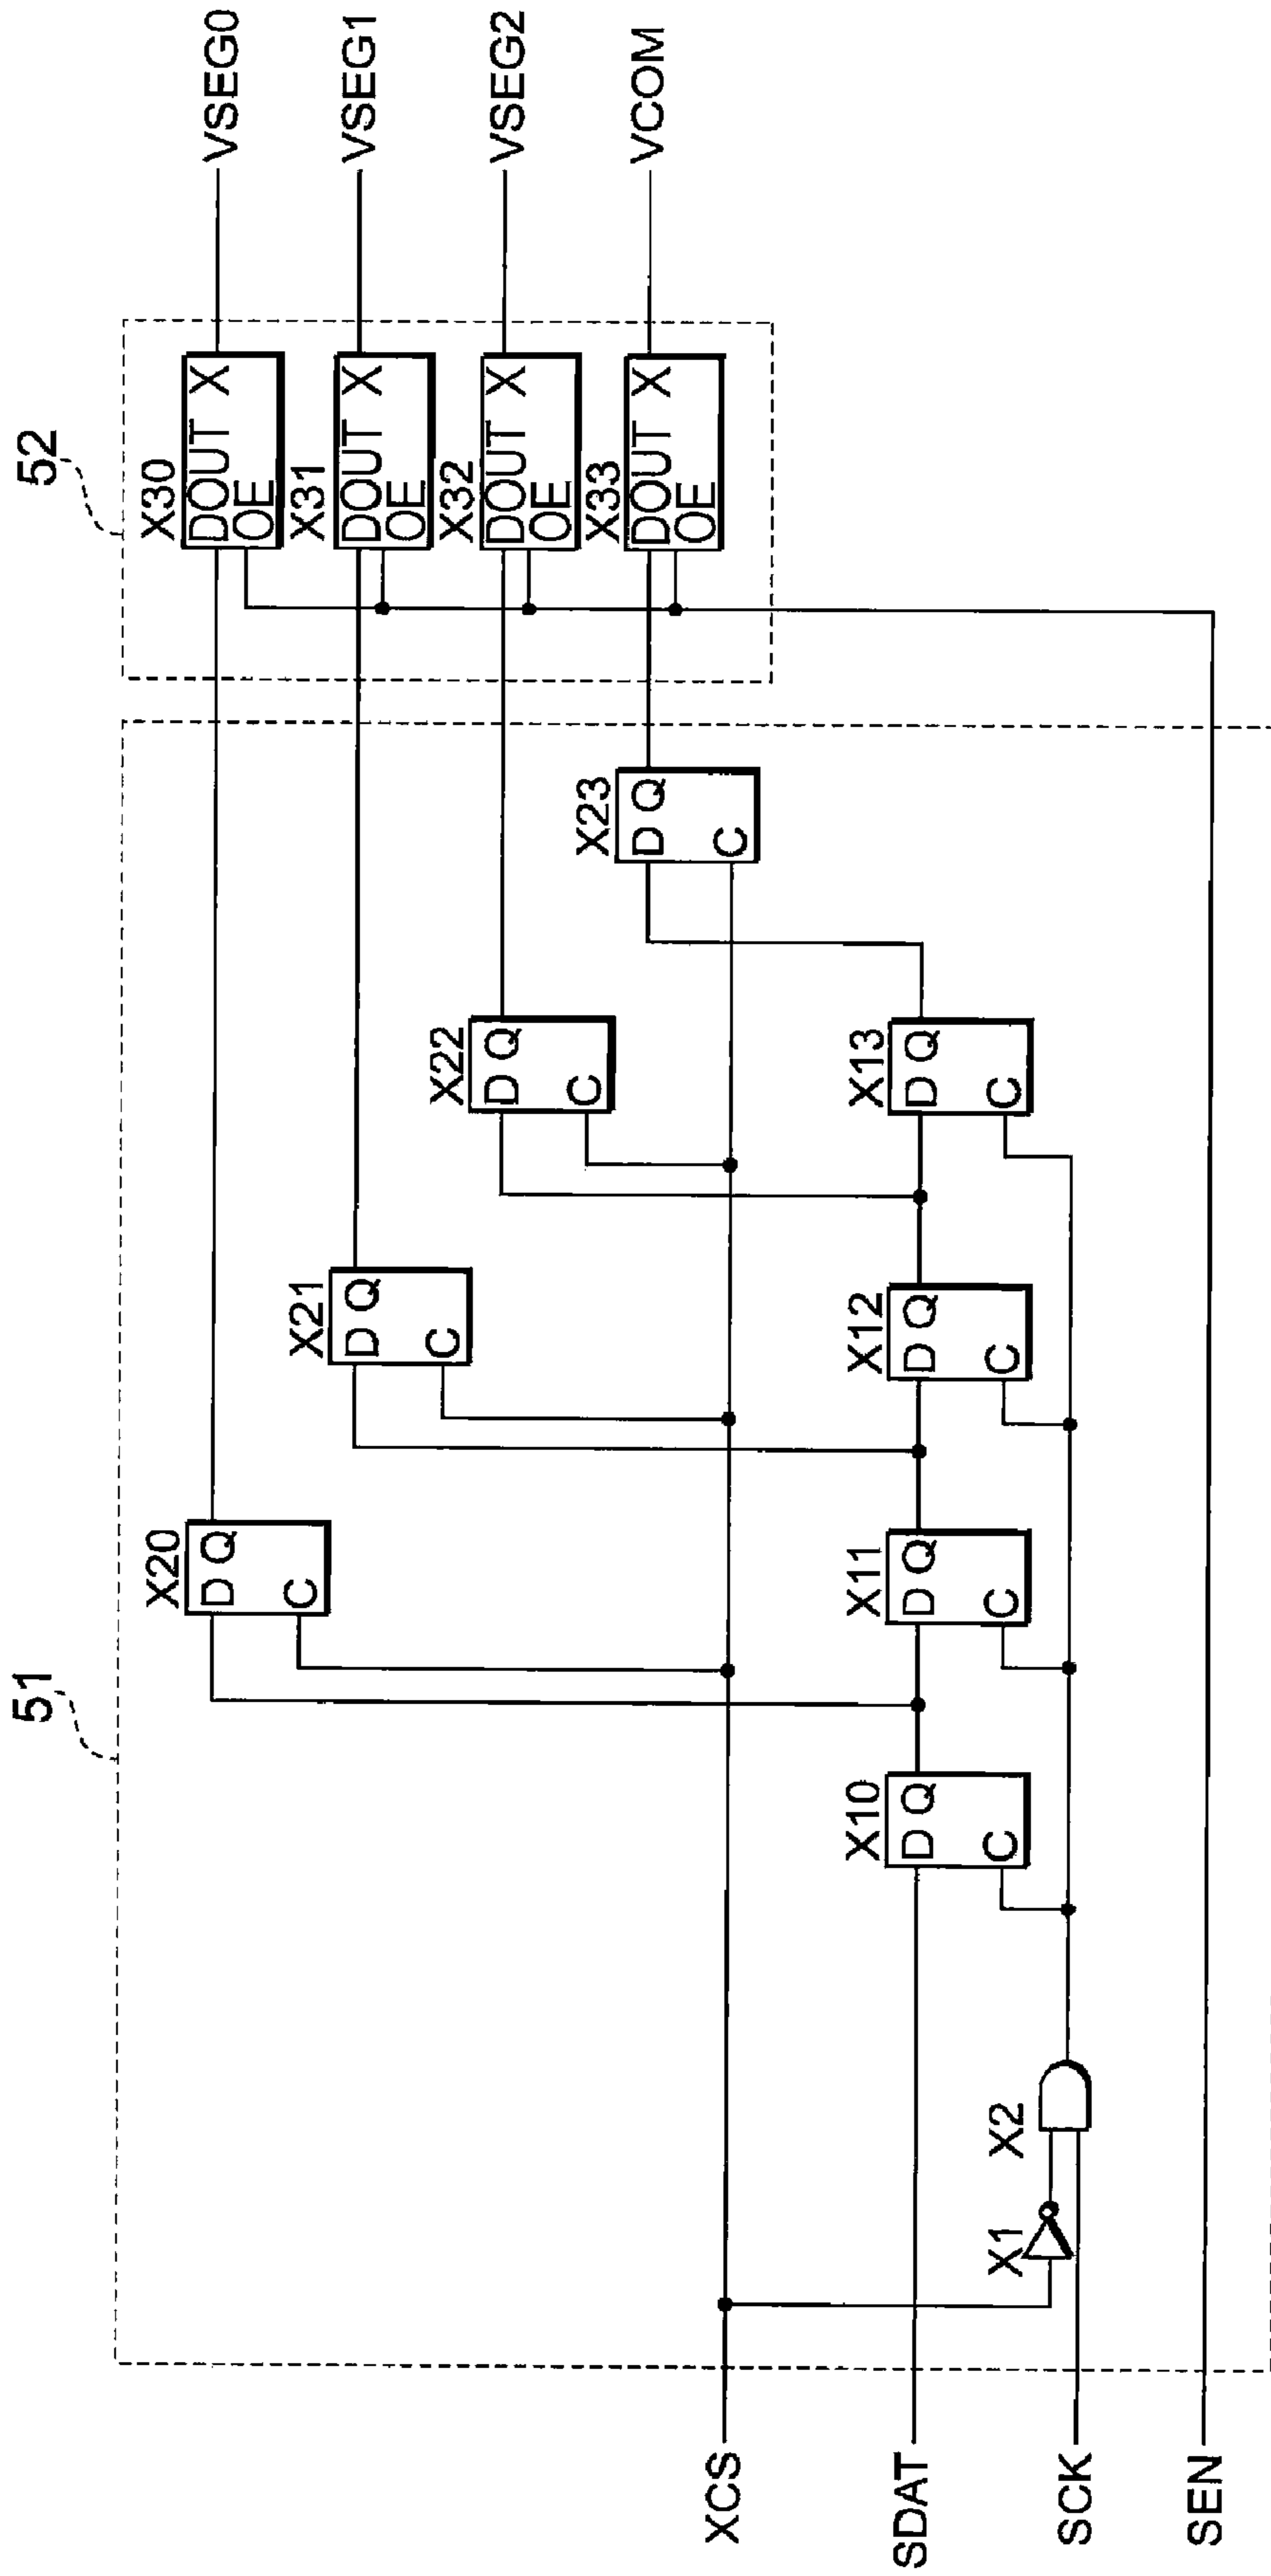 51
52
X20
D Q
C
X21
D Q
C
X22
D Q
C
X23
D Q
C
X30
DOUT X
OE
X31
DOUT X
OE
X32
DOUT X
OE
X33
DOUT X
OE
VSEG0
VSEG1
VSEG2
VCOM
XCS
SDAT
SCK
SEN
X1
X2
X10
D Q
C
X11
D Q
C
X12
D Q
C
X13
D Q
C